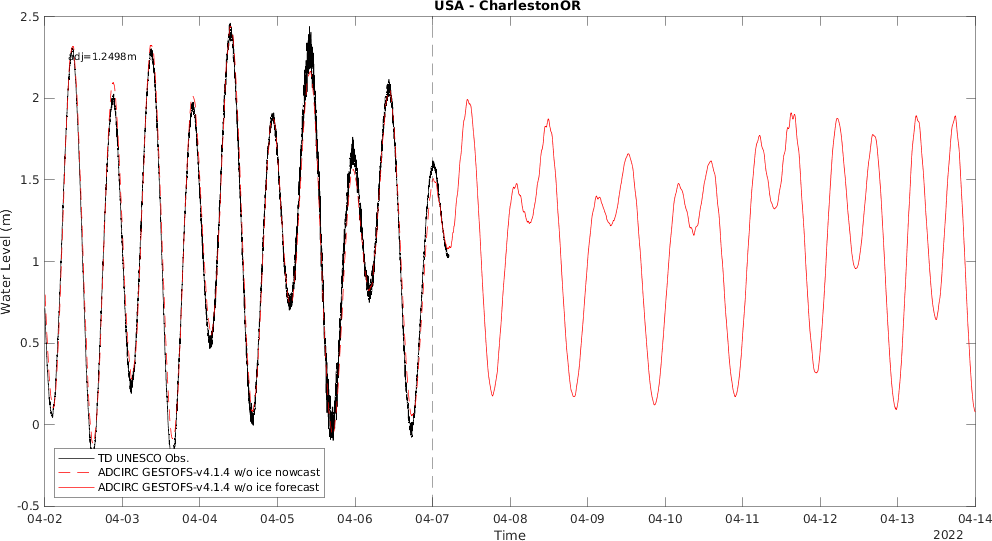 USA - CharlestonOR
2.5
2
1.5
1
0.5
0
-0.5
Water Level (m)
adj=1.2498m
TD UNESCO Obs.
ADCIRC GESTOFS-v4.1.4 w/o ice nowcast
ADCIRC GESTOFS-v4.1.4 w/o ice forecast
04-02 04-03 04-04 04-05 04-06 04-07 04-08 04-09 04-10 04-11 04-12 04-13 04-14
Time
2022